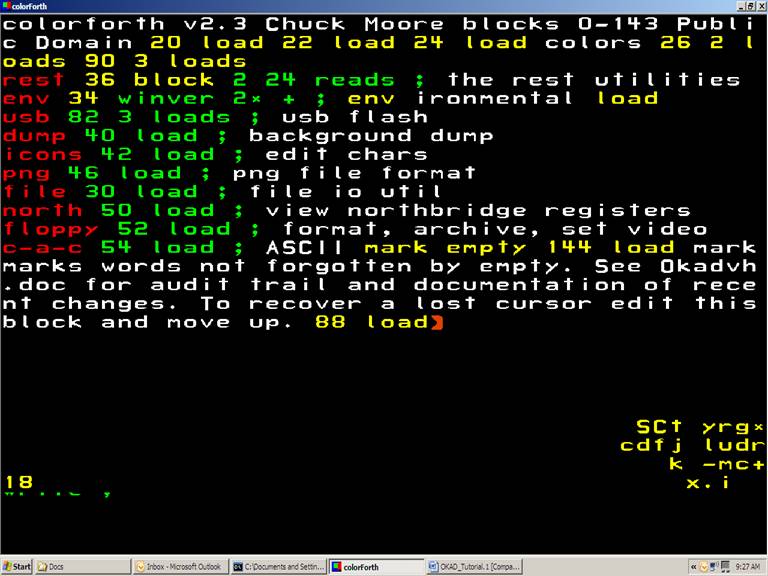 colorForth
colorforth v2.3 Chuck Moore blocks 0-143 Publi
c Domain 20 load 22 load 24 load colors 26 2 l
oads 90 3 loads
rest 36 block 2 24 reads ; the rest utilities
env 34 winver 2* + ; env ironmental load
usb 82 3 loads ; usb flash
dump 40 load ; background dump
icons 42 load ; edit chars
png 46 load ; png file format
file 30 load ; file io util
north 50 load ; view northbridge registers
floppy 52 load ; format, archive, set video
c-a-c 54 load ; ASCII mark empty 144 load mark
marks words not forgotten by empty. See Okadvh
.doc for audit trail and documentation of rece
nt changes. To recover a lost cursor edit this
block and move up. 88 load
SCt yrg*
cdfj ludr
k -mc+
18 x.i
Start Docs Inbox - Microsoft Outlook C:\Documents and Settin... colorForth OKAD_Tutorial.1 [Compa... « 9:27 AM